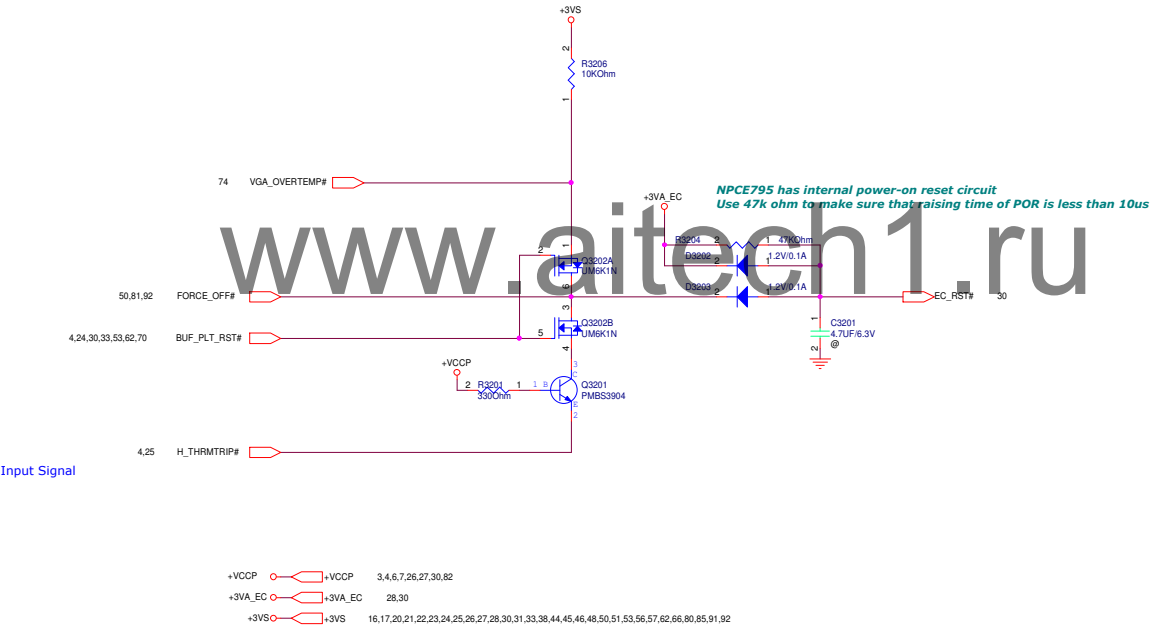 +3VS
2
R3206
10KOhm
1
74 VGA_OVERTEMP#
NPCE795 has internal power-on reset circuit
Use 47k ohm to make sure that raising time of POR is less than 10us
+3VA_EC
www.aitech1.ru
R3204 2 1 47KOhm
D3202 2 1 1.2V/0.1A
2 1 Q3202A
UM6K1N
6
50,81,92 FORCE_OFF#
D3203 2 1 1.2V/0.1A
EC_RST# 30
3
Q3202B
UM6K1N
5
4
4,24,30,33,53,62,70 BUF_PLT_RST#
1
C3201
4.7UF/6.3V
@
2
+VCCP
2 R3201 1
330Ohm
3
C
1 B
Q3201
PMBS3904
E
2
4,25 H_THRMTRIP#
Input Signal
+VCCP +VCCP 3,4,6,7,26,27,30,82
+3VA_EC +3VA_EC 28,30
+3VS +3VS 16,17,20,21,22,23,24,25,26,27,28,30,31,33,38,44,45,46,48,50,51,53,56,57,62,66,80,85,91,92